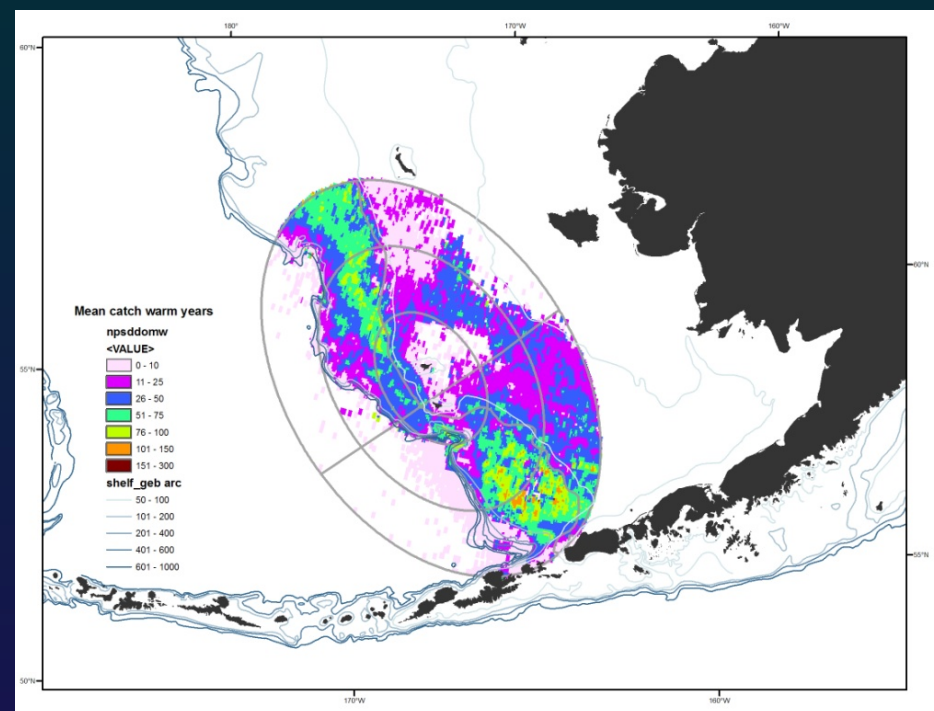 180° 170°W 160°W
60°N
60°N
Mean catch warm years
npsddomw
<VALUE>
0 - 10
11 - 25
26 - 50
51 - 75
76 - 100
101 - 150
151 - 300
shelf_geb arc
50 - 100
101 - 200
201 - 400
401 - 600
601 - 1000
55°N
55°N
50°N
170°W 160°W